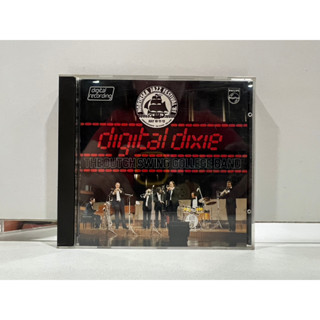 digital
recording
PHILIPS
digital dixie
THE DUTCH SWING COLLEGE BAND